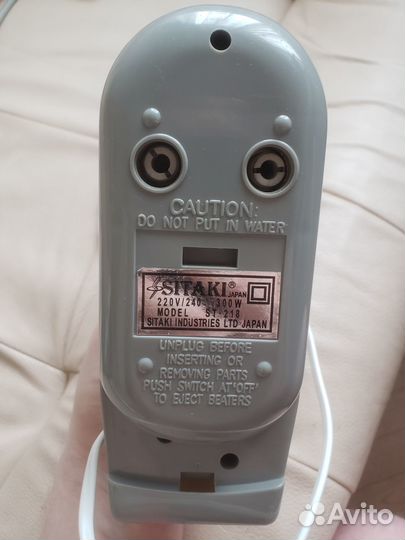 CAUTION:
DO NOT PUT IN WATER
SITAKI® JAPAN
220V/240 300W
MODEL ST-218
SITAKI INDUSTRIES LTD JAPAN
UNPLUG BEFORE
INSERTING OR
REMOVING PARTS
PUSH SWITCH AT "OFF"
TO EJECT BEATERS
Avito